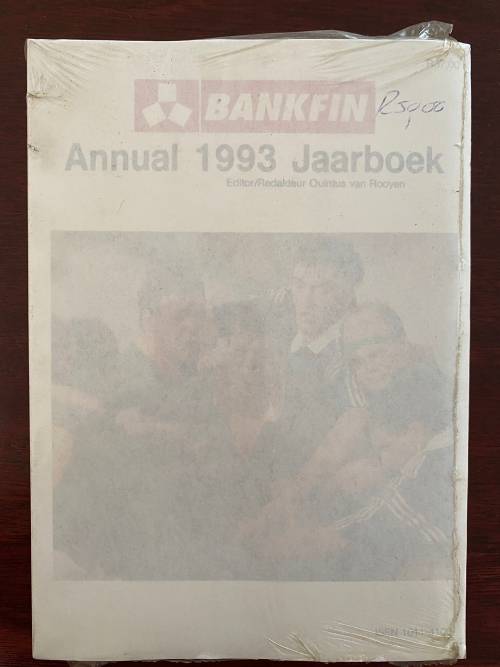 BANKFIN
R50,00
Annual 1993 Jaarboek
Editor/Redakteur Quintus van Rooyen